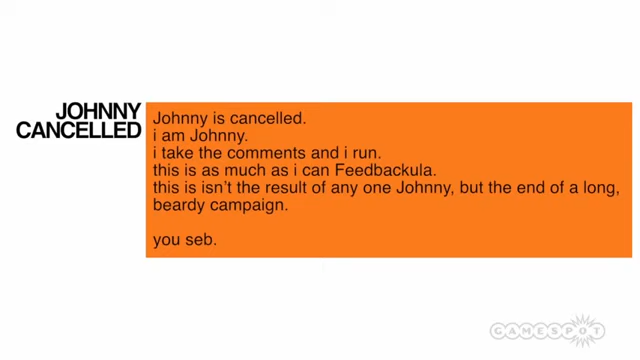 JOHNNY
CANCELLED
Johnny is cancelled.
i am Johnny.
i take the comments and i run.
this is as much as i can Feedbackula.
this is isn't the result of any one Johnny, but the end of a long,
beardy campaign.
you seb.
GAMESPOT